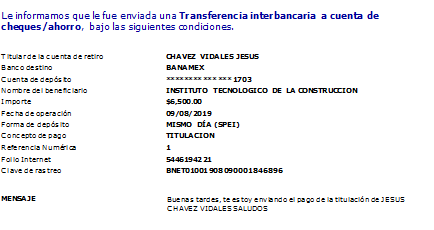 Le informamos que le fue enviada una Transferencia interbancaria a cuenta de
cheques/ahorro, bajo las siguientes condiciones.
Titular de la cuenta de retiro CHAVEZ VIDALES JESUS
Banco destino BANAMEX
Cuenta de depósito **************1703
Nombre del beneficiario INSTITUTO TECNOLOGICO DE LA CONSTRUCCION
Importe $6,500.00
Fecha de operación 09/08/2019
Forma de depósito MISMO DÍA (SPEI)
Concepto de pago TITULACION
Referencia Numérica 1
Folio Internet 5446194221
Clave de rastreo BNET01001908090001846896
MENSAJE Buenas tardes, te estoy enviando el pago de la titulación de JESUS
CHAVEZ VIDALES SALUDOS